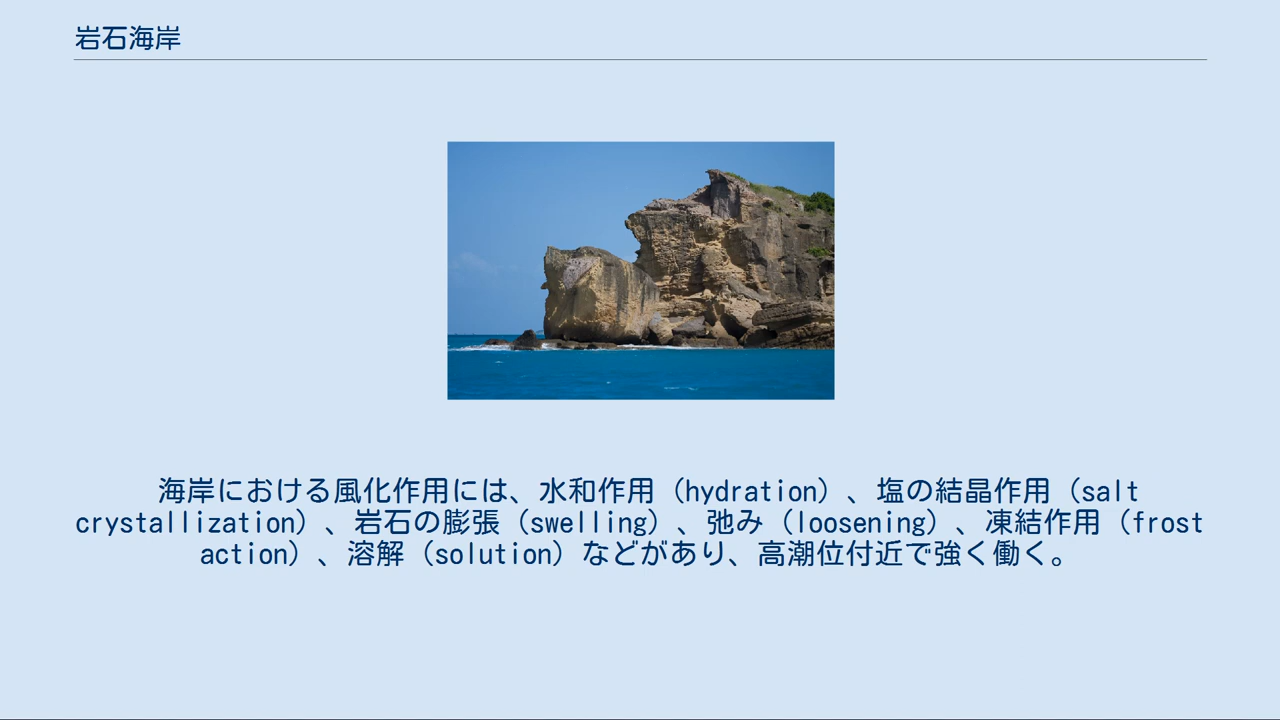 岩石海岸
海岸における風化作用には、水和作用（hydration）、塩の結晶作用（salt
crystallization）、岩石の膨張（swelling）、弛み（loosening）、凍結作用（frost
action）、溶解（solution）などがあり、高潮位付近で強く働く。